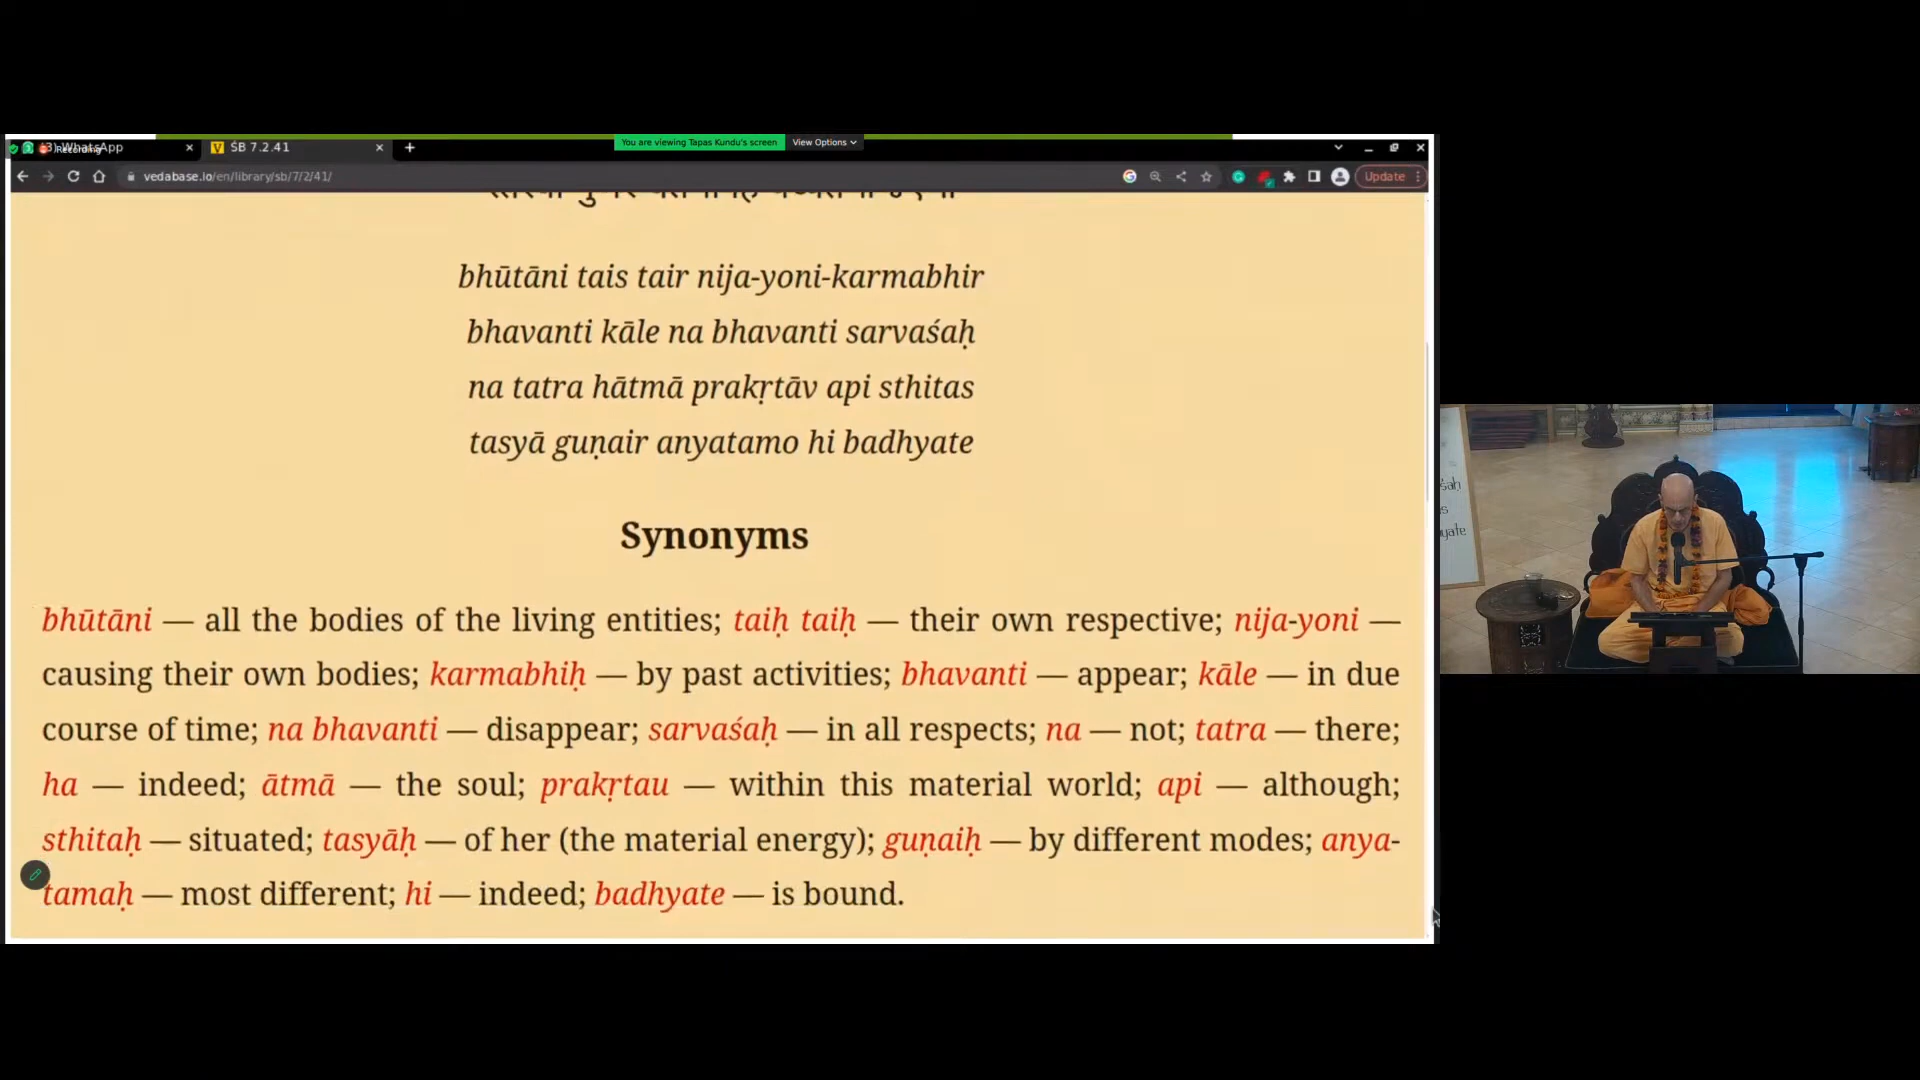 (3) WhatsApp
Recording
ŚB 7.2.41
You are viewing Tapas Kundu's screen
View Options
vedabase.io/en/library/sb/7/2/41/
Update
bhūtāni tais tair nija-yoni-karmabhir
bhavanti kāle na bhavanti sarvaśaḥ
na tatra hātmā prakṛtāv api sthitas
tasyā guṇair anyatamo hi badhyate
Synonyms
bhūtāni — all the bodies of the living entities; taiḥ taiḥ — their own respective; nija-yoni —
causing their own bodies; karmabhiḥ — by past activities; bhavanti — appear; kāle — in due
course of time; na bhavanti — disappear; sarvaśaḥ — in all respects; na — not; tatra — there;
ha — indeed; ātmā — the soul; prakṛtau — within this material world; api — although;
sthitaḥ — situated; tasyāḥ — of her (the material energy); guṇaiḥ — by different modes; anya-
tamaḥ — most different; hi — indeed; badhyate — is bound.